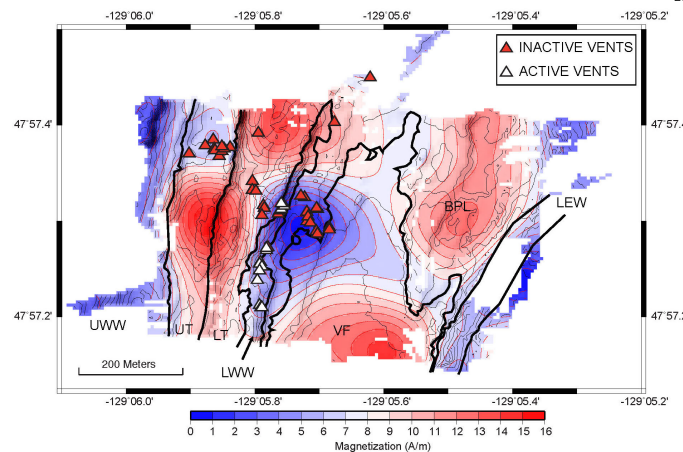 -129°06.0' -129°05.8' -129°05.6' -129°05.4' -129°05.2'
INACTIVE VENTS
ACTIVE VENTS
47°57.4' 47°57.4'
BPL
LEW
47°57.2' 47°57.2'
UWW
UT
LT
VF
LWW
200 Meters
-129°06.0' -129°05.8' -129°05.6' -129°05.4' -129°05.2'
0 1 2 3 4 5 6 7 8 9 10 11 12 13 14 15 16
Magnetization (A/m)